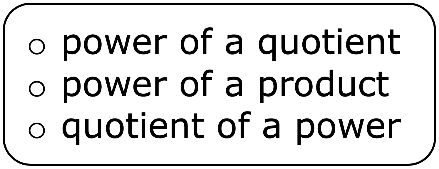 power of a quotient
power of a product
quotient of a power